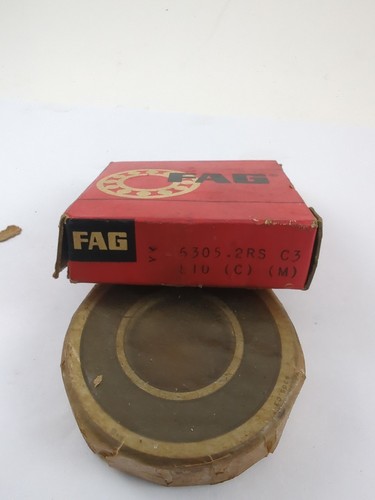 FAG
FAG
6305.2RS C3
L10 (C) (M)